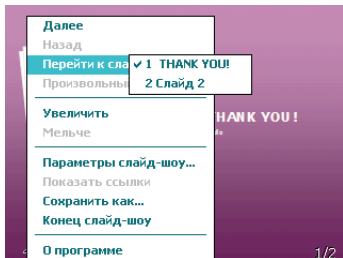 Далее
Назад
Перейти к сла
✓ 1 THANK YOU!
Произвольны
2 Слайд 2
Увеличить
HANK YOU!
Мельче
Параметры слайд-шоу...
Показать ссылки
Сохранить как...
Конец слайд-шоу
О программе
1/2